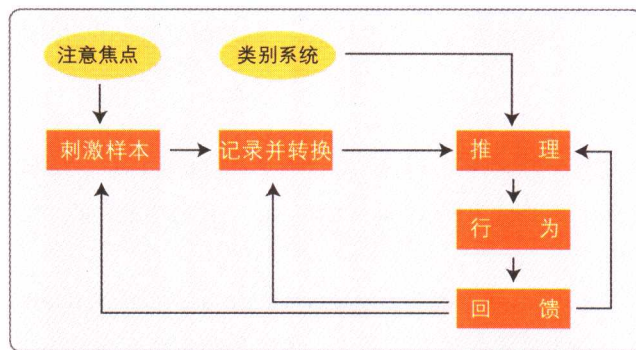 注意焦点
类别系统
刺激样本
记录并转换
推 理
行 为
回 馈